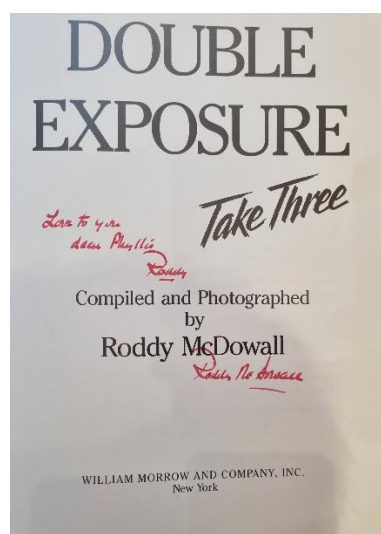 DOUBLE
EXPOSURE
Take Three
Love to you
dear Phyllis
Roddy
Compiled and Photographed
by
Roddy McDowall
Roddy McDowall
WILLIAM MORROW AND COMPANY, INC.
New York